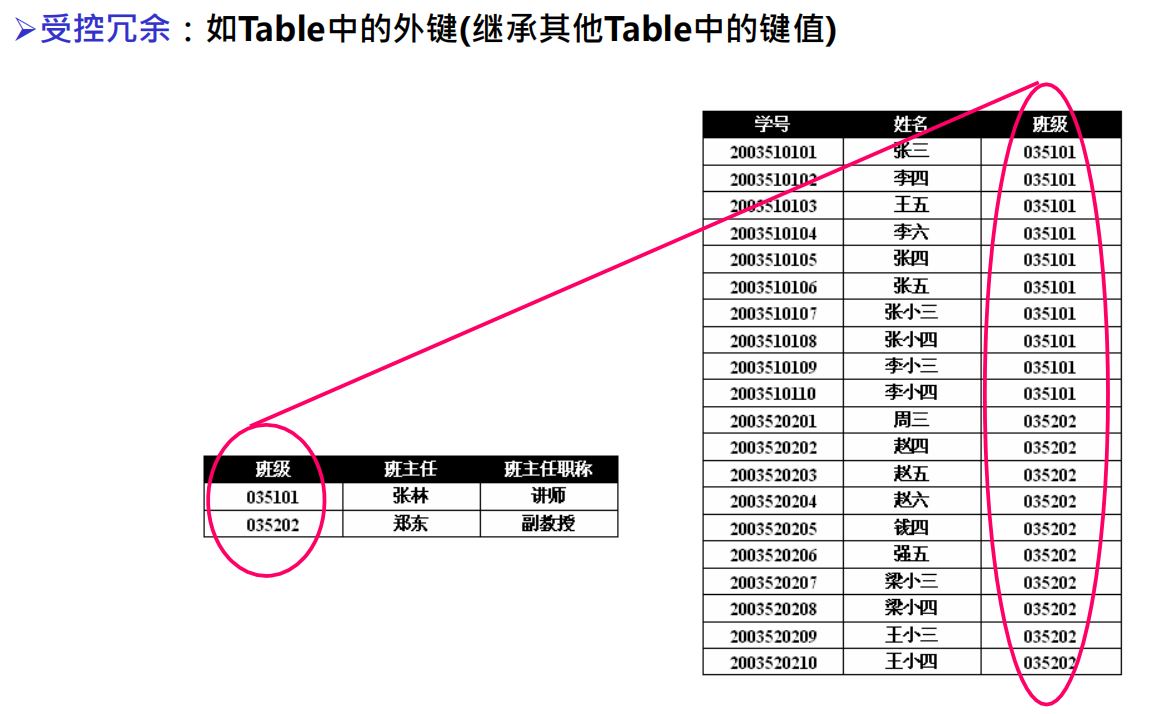 ➢受控冗余：如Table中的外键(继承其他Table中的键值)
学号 姓名 班级
2003510101 张三 035101
2003510102 李四 035101
2003510103 王五 035101
2003510104 李六 035101
2003510105 张四 035101
2003510106 张五 035101
2003510107 张小三 035101
2003510108 张小四 035101
2003510109 李小三 035101
2003510110 李小四 035101
2003520201 周三 035202
2003520202 赵四 035202
2003520203 赵五 035202
2003520204 赵六 035202
2003520205 钱四 035202
2003520206 强五 035202
2003520207 梁小三 035202
2003520208 梁小四 035202
2003520209 王小三 035202
2003520210 王小四 035202
班级 班主任 班主任职称
035101 张林 讲师
035202 郑东 副教授